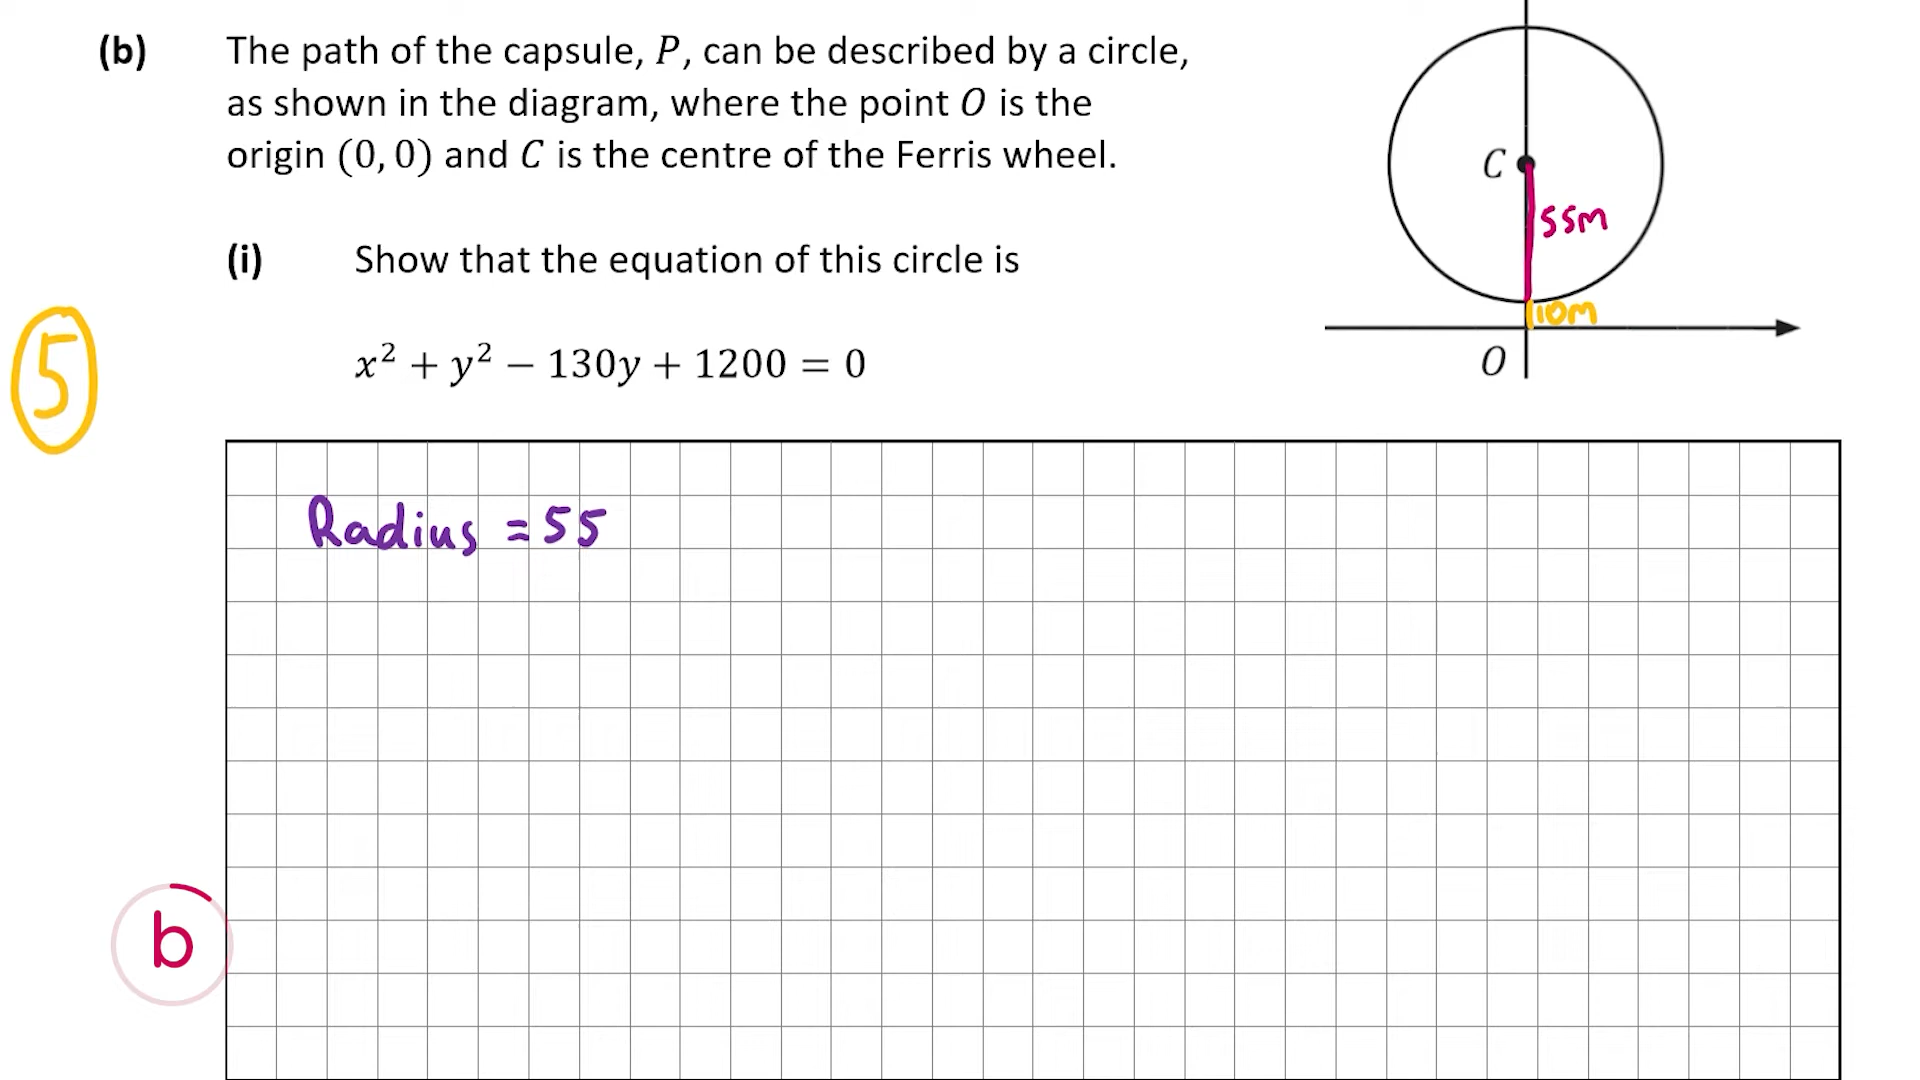 (b) The path of the capsule, P, can be described by a circle,
as shown in the diagram, where the point O is the
origin (0, 0) and C is the centre of the Ferris wheel.
C
55m
(i) Show that the equation of this circle is
10m
O
x² + y² − 130y + 1200 = 0
5
Radius = 55
b